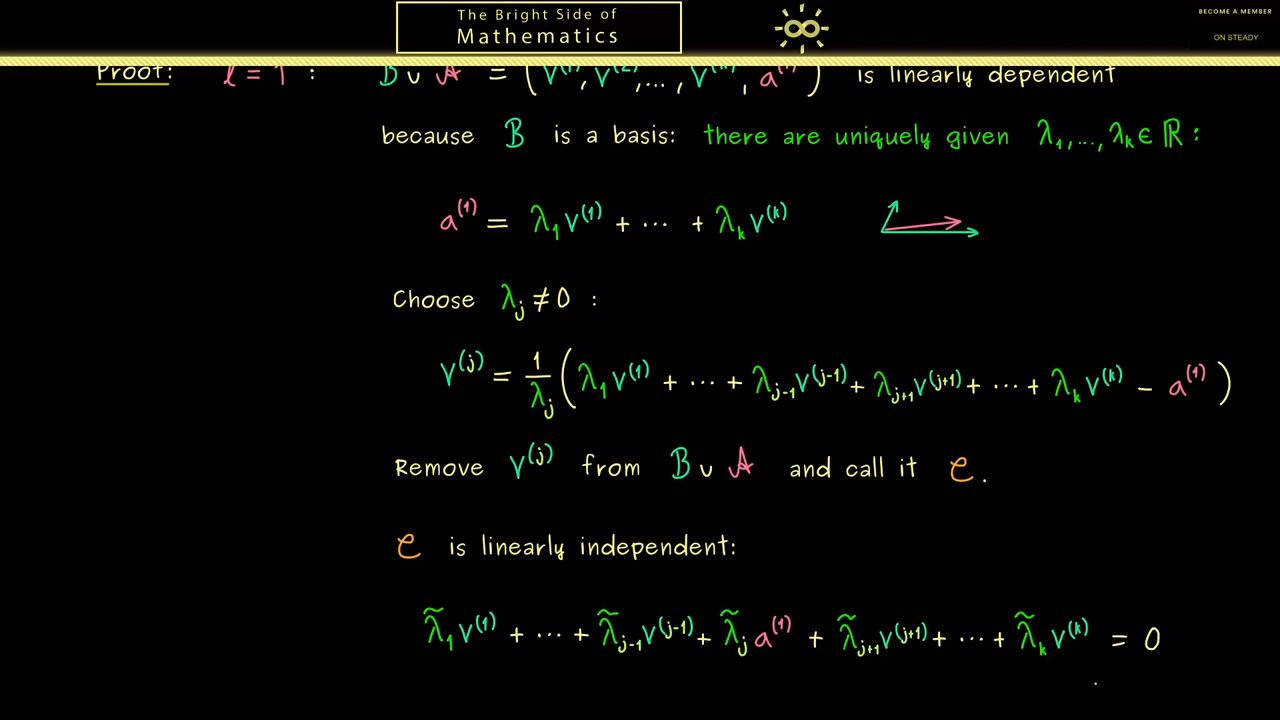 The Bright Side of
Mathematics
BECOME A MEMBER
ON STEADY
Proof: l = 1 : B ∪ A = (v⁽¹⁾, v⁽²⁾, ..., v⁽ᵏ⁾, a⁽¹⁾) is linearly dependent
because B is a basis: there are uniquely given λ₁, ..., λₖ ∈ ℝ :
a⁽¹⁾ = λ₁v⁽¹⁾ + ··· + λₖv⁽ᵏ⁾
Choose λⱼ ≠ 0 :
v⁽ʲ⁾ = 1/λⱼ (λ₁v⁽¹⁾ + ··· + λⱼ₋₁v⁽ʲ⁻¹⁾ + λⱼ₊₁v⁽ʲ⁺¹⁾ + ··· + λₖv⁽ᵏ⁾ − a⁽¹⁾)
Remove v⁽ʲ⁾ from B ∪ A and call it C.
C is linearly independent:
λ̃₁v⁽¹⁾ + ··· + λ̃ⱼ₋₁v⁽ʲ⁻¹⁾ + λ̃ⱼa⁽¹⁾ + λ̃ⱼ₊₁v⁽ʲ⁺¹⁾ + ··· + λ̃ₖv⁽ᵏ⁾ = 0